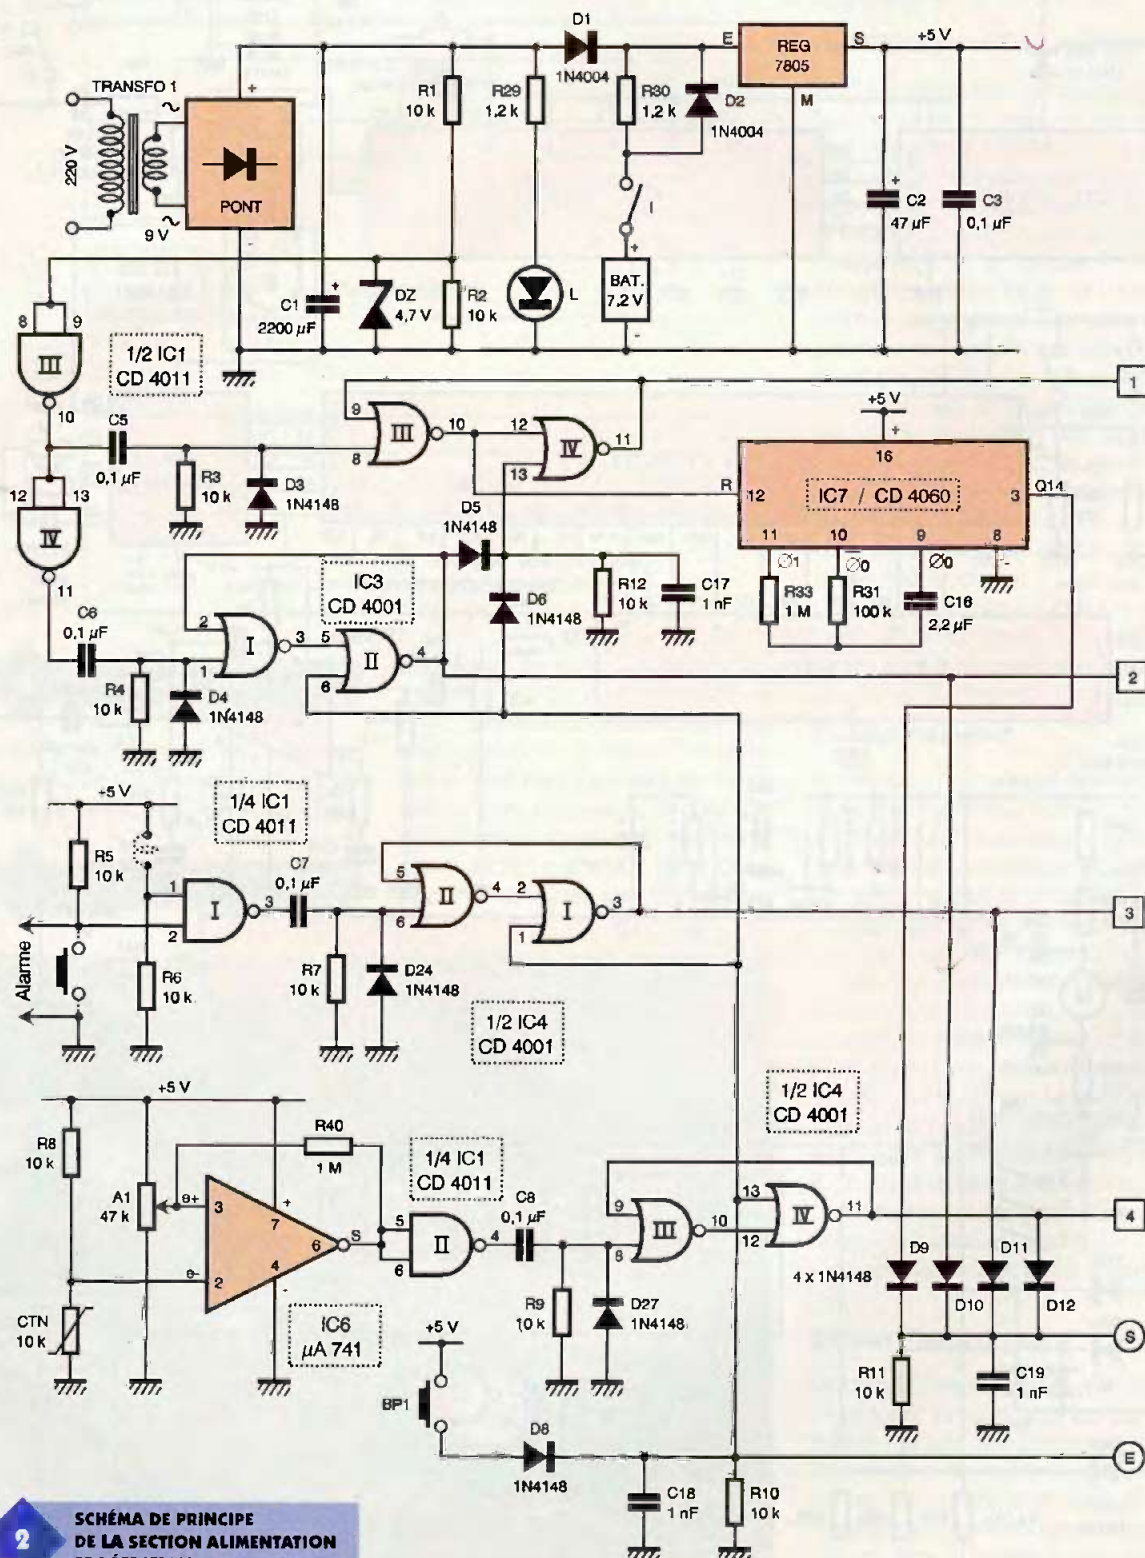 TRANSFO 1
220 V
9 V
~
~
+
-
PONT
R1
10 k
R29
1,2 k
D1
1N4004
R30
1,2 k
D2
1N4004
E
REG
7805
S
M
+5 V
+
C2
47 µF
C3
0,1 µF
I
+
BAT.
7,2 V
-
+
C1
2200 µF
DZ
4,7 V
R2
10 k
L
8
9
III
1/2 IC1
CD 4011
10
C5
0,1 µF
R3
10 k
D3
1N4148
9
8
III
10
12
13
IV
11
1
+5 V
+
16
R
12
IC7 / CD 4060
3
Q14
11
10
9
8
Ø1
Ø0
Ø0
-
R33
1 M
R31
100 k
C16
2,2 µF
12
13
IV
11
D5
1N4148
IC3
CD 4001
D6
1N4148
R12
10 k
C17
1 nF
C6
0,1 µF
2
1
I
3
5
6
II
4
R4
10 k
D4
1N4148
2
+5 V
1/4 IC1
CD 4011
R5
10 k
1
2
I
3
C7
0,1 µF
5
6
II
4
2
1
I
3
3
Alarme
R6
10 k
R7
10 k
D24
1N4148
1/2 IC4
CD 4001
+5 V
1/2 IC4
CD 4001
R8
10 k
A1
47 k
R40
1 M
1/4 IC1
CD 4011
e+
3
+
7
6
S
4
-
e-
2
5
6
II
4
C8
0,1 µF
9
8
III
10
13
12
IV
11
4
CTN
10 k
IC6
µA 741
R9
10 k
D27
1N4148
D9
D11
4 x 1N4148
D10
D12
S
R11
10 k
C19
1 nF
+5 V
BP1
D8
1N4148
E
C18
1 nF
R10
10 k
2
SCHÉMA DE PRINCIPE
DE LA SECTION ALIMENTATION